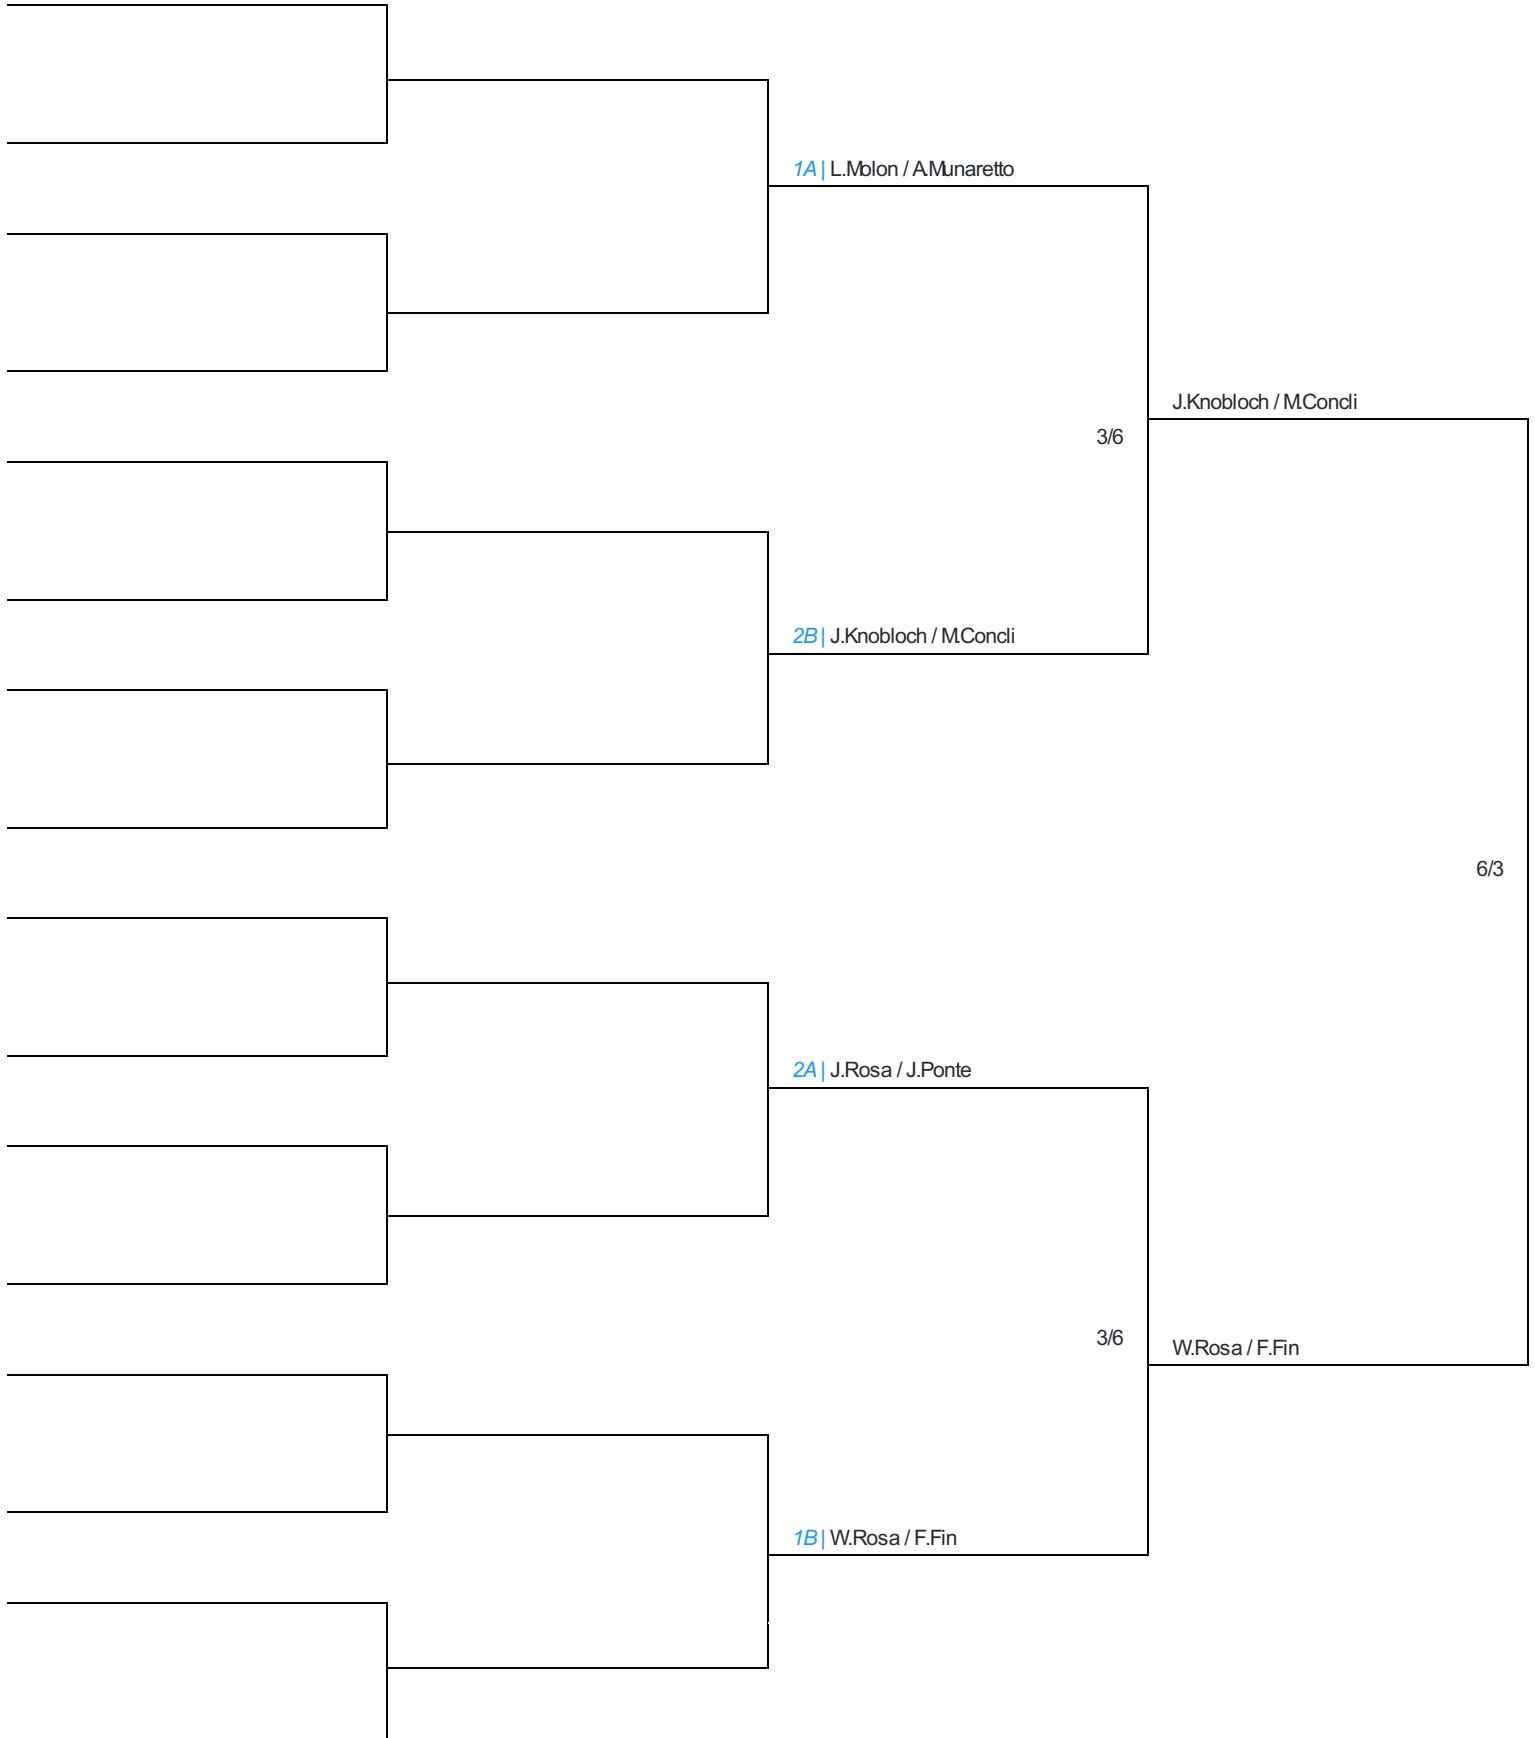 1A | L.Molon / A.Munaretto
J.Knobloch / M.Concli
3/6
2B | J.Knobloch / M.Concli
6/3
2A | J.Rosa / J.Ponte
3/6
W.Rosa / F.Fin
1B | W.Rosa / F.Fin